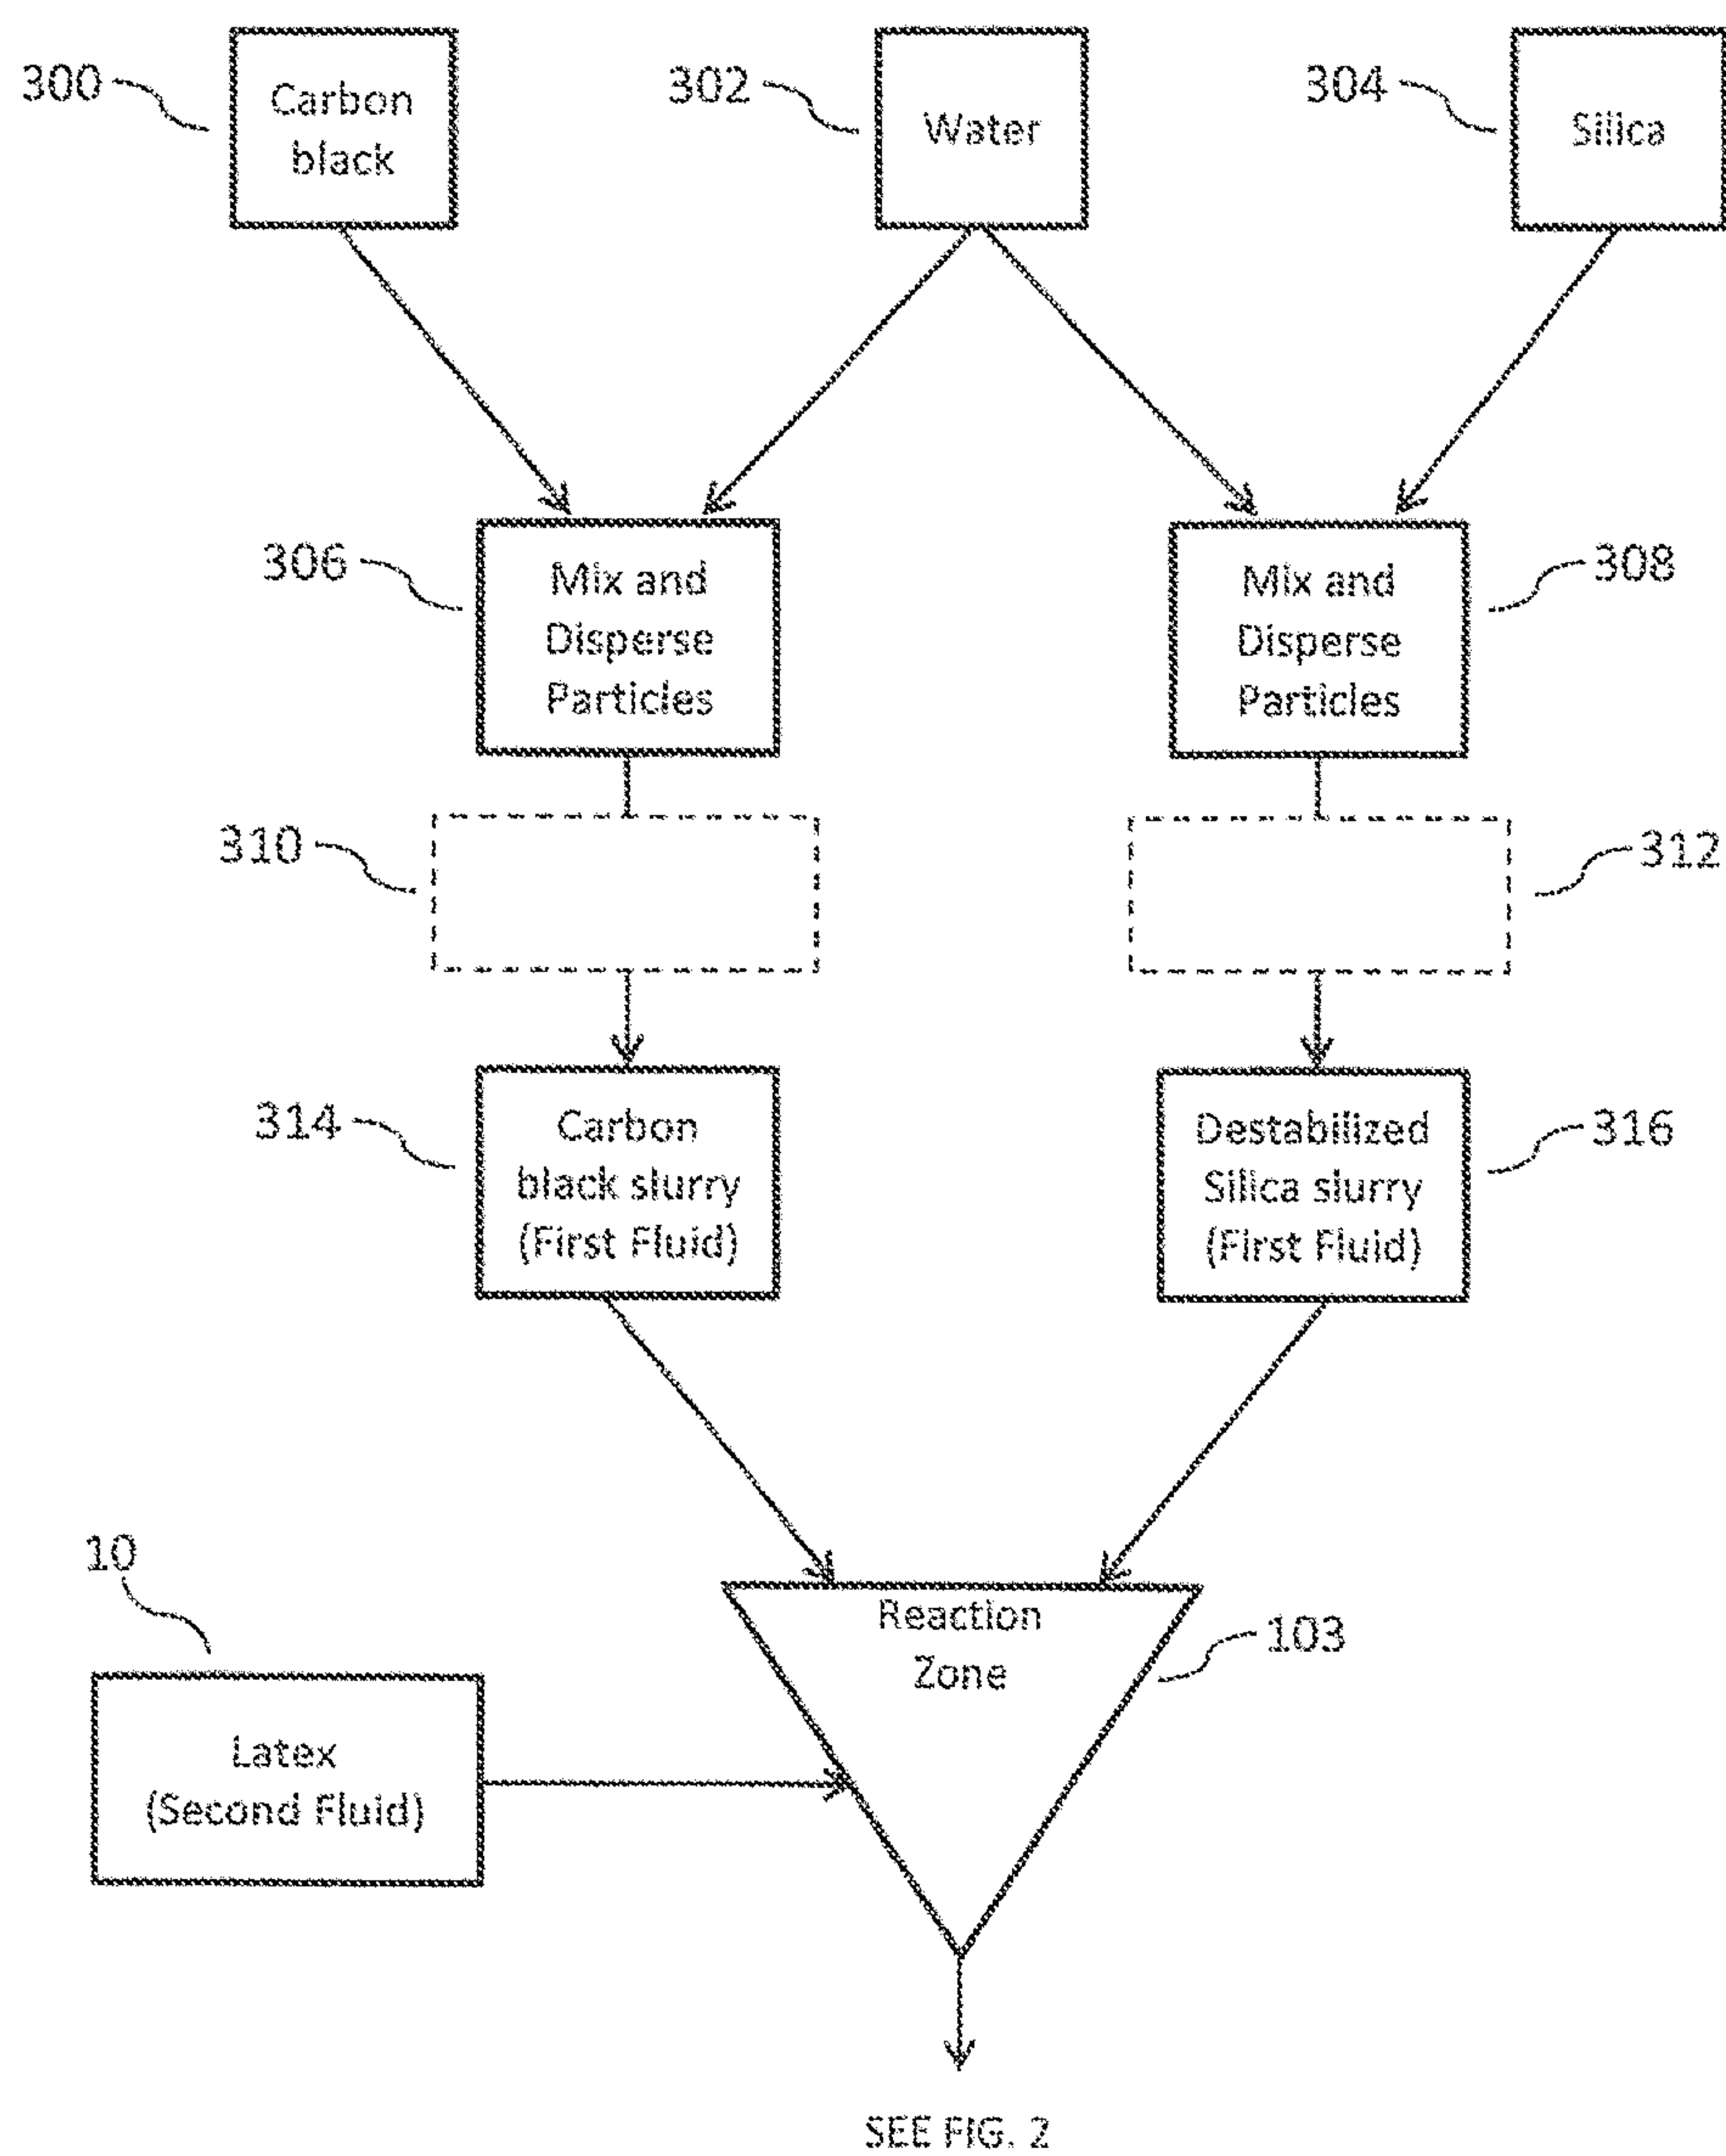 300
Carbon
black
302
Water
304
Silica
306
Mix and
Disperse
Particles
Mix and
Disperse
Particles
308
310
312
314
Carbon
black slurry
(First Fluid)
Destabilized
Silica slurry
(First Fluid)
316
10
Latex
(Second Fluid)
Reaction
Zone
103
SEE FIG. 2